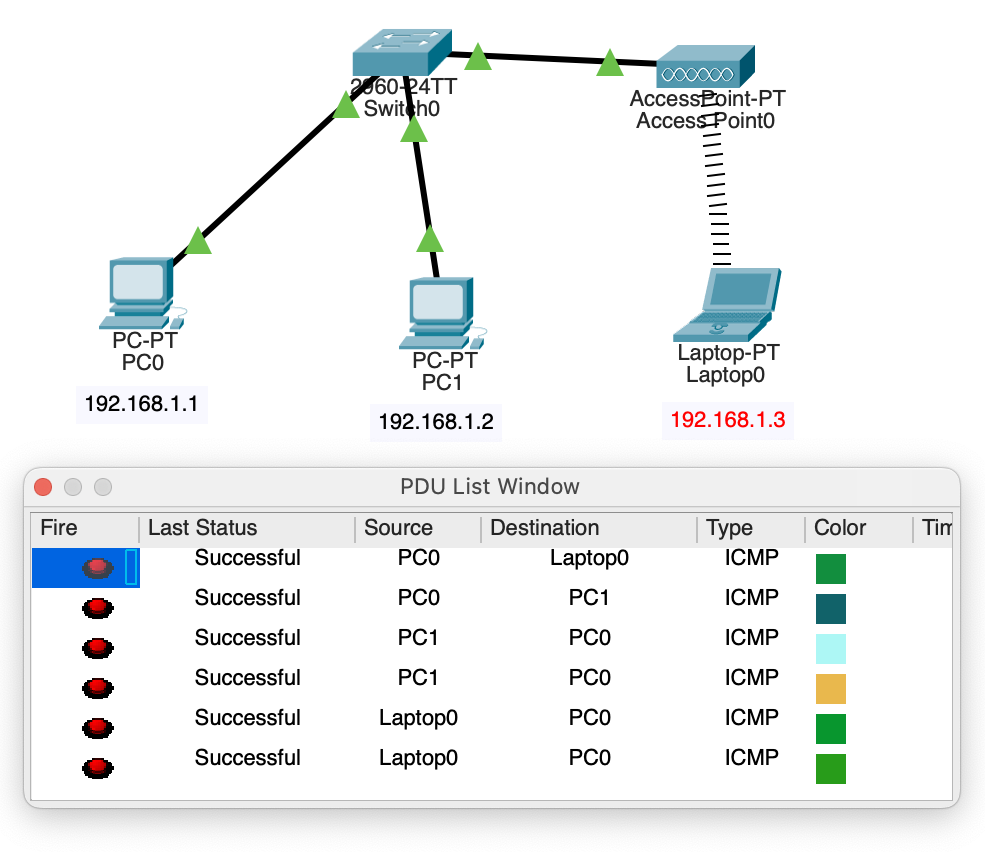 2960-24TT
Switch0
AccessPoint-PT
Access Point0
PC-PT
PC0
192.168.1.1
PC-PT
PC1
192.168.1.2
Laptop-PT
Laptop0
192.168.1.3
PDU List Window
Fire Last Status Source Destination Type Color Tim
Successful PC0 Laptop0 ICMP
Successful PC0 PC1 ICMP
Successful PC1 PC0 ICMP
Successful PC1 PC0 ICMP
Successful Laptop0 PC0 ICMP
Successful Laptop0 PC0 ICMP